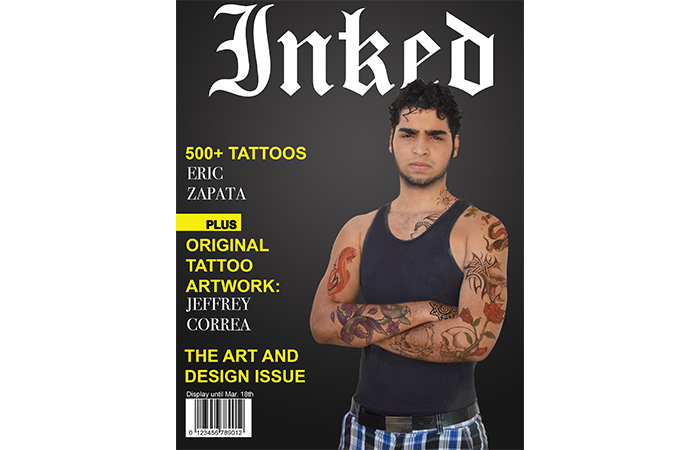 Inked
500+ TATTOOS
ERIC
ZAPATA
PLUS
ORIGINAL
TATTOO
ARTWORK:
JEFFREY
CORREA
THE ART AND
DESIGN ISSUE
Display until Mar. 18th
0 123456 789012